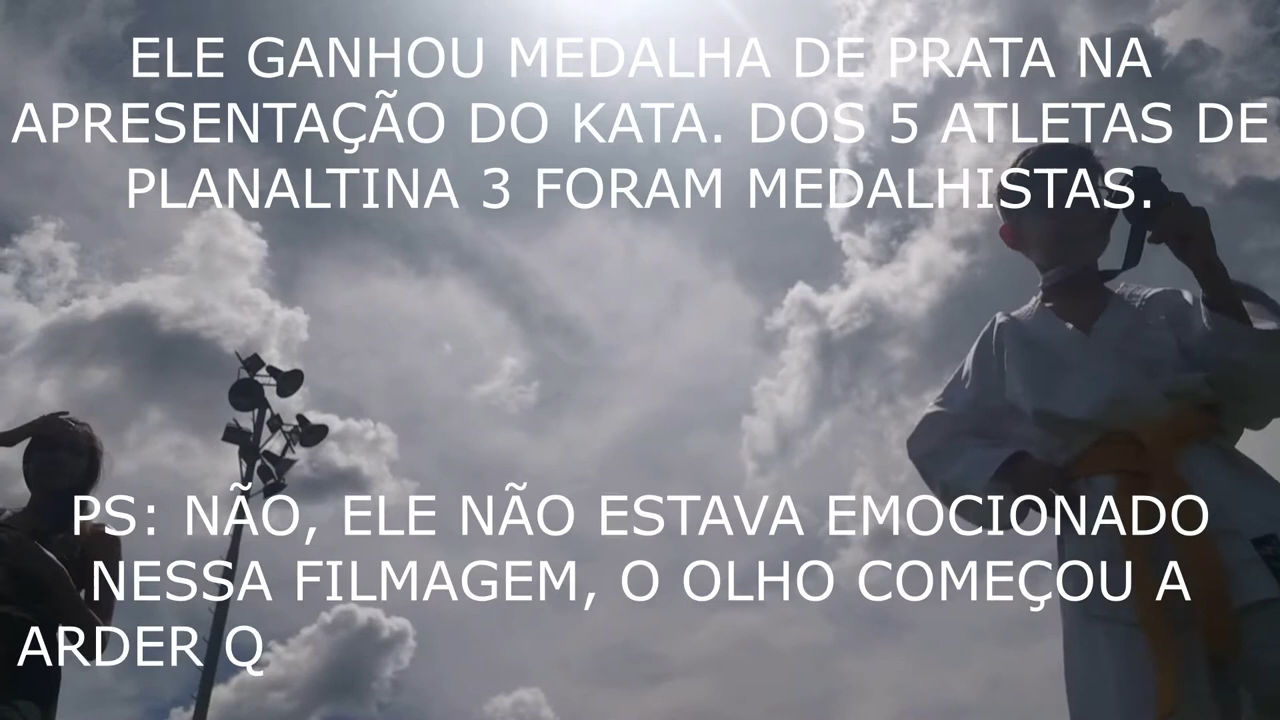 ELE GANHOU MEDALHA DE PRATA NA
APRESENTAÇÃO DO KATA. DOS 5 ATLETAS DE
PLANALTINA 3 FORAM MEDALHISTAS.
PS: NÃO, ELE NÃO ESTAVA EMOCIONADO
NESSA FILMAGEM, O OLHO COMEÇOU A
ARDER Q